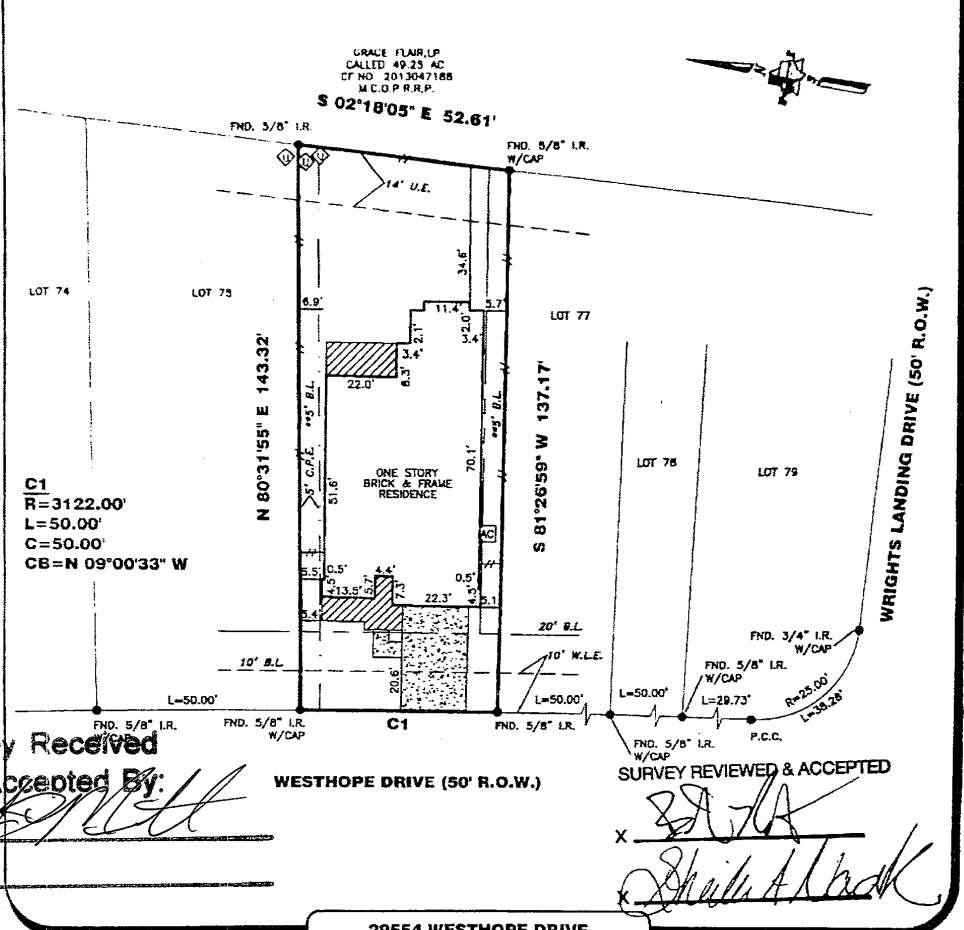 GRACE FLAIR,LP
CALLED 49.25 AC
CF NO 2013047188
M.C.O.P.R.R.P.
S 02°18'05" E 52.61'
FND. 5/8" I.R.
FND. 5/8" I.R.
W/CAP
14' U.E.
LOT 74
LOT 75
6.9'
34.6'
11.4'
2.0'
5.7'
3.4'
LOT 77
2.1'
3.4'
8.3'
22.0'
N 80°31'55" E 143.32'
**5' B.L.
5' C.P.E.
51.6'
ONE STORY
BRICK & FRAME
RESIDENCE
70.1'
**5' B.L.
S 81°26'59" W 137.17'
LOT 78
LOT 79
WRIGHTS LANDING DRIVE (50' R.O.W.)
C1
R=3122.00'
L=50.00'
C=50.00'
CB=N 09°00'33" W
AC
5.5'
0.5'
4.5'
13.5'
4.4'
5.7'
7.3'
22.3'
0.5'
4.5'
5.1
5.4'
20' B.L.
10' B.L.
10' W.L.E.
20.6'
FND. 3/4" I.R.
W/CAP
R=25.00'
L=38.28'
FND. 5/8" I.R.
W/CAP
L=50.00'
L=50.00'
L=50.00'
L=29.73'
P.C.C.
FND. 5/8" I.R.
W/CAP
FND. 5/8" I.R.
W/CAP
C1
FND. 5/8" I.R.
FND. 5/8" I.R.
W/CAP
y Received
Accepted By:
WESTHOPE DRIVE (50' R.O.W.)
SURVEY REVIEWED & ACCEPTED
X
X
29554 WESTHOPE DRIVE